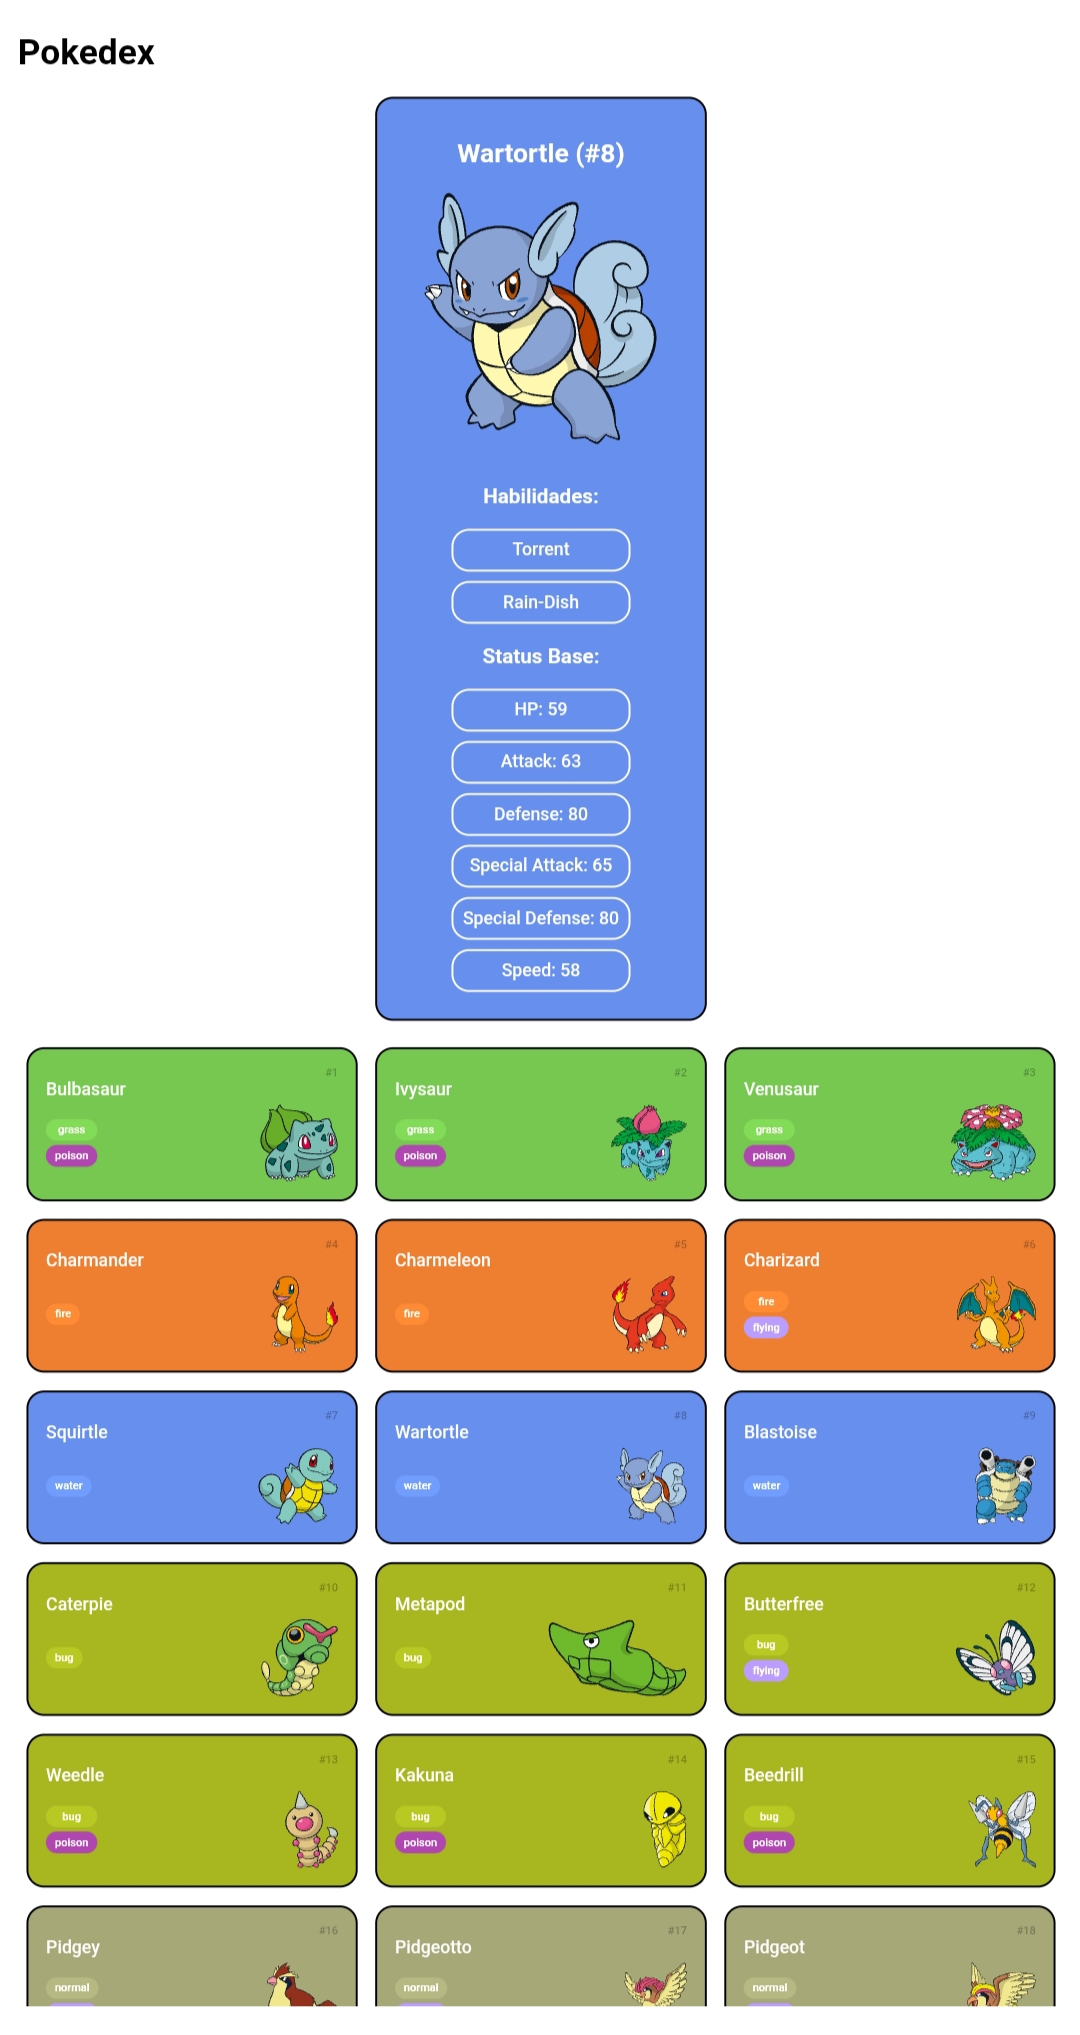 Pokedex
Wartortle (#8)
Habilidades:
Torrent
Rain-Dish
Status Base:
HP: 59
Attack: 63
Defense: 80
Special Attack: 65
Special Defense: 80
Speed: 58
#1
Bulbasaur
grass
poison
#2
Ivysaur
grass
poison
#3
Venusaur
grass
poison
#4
Charmander
fire
#5
Charmeleon
fire
#6
Charizard
fire
flying
#7
Squirtle
water
#8
Wartortle
water
#9
Blastoise
water
#10
Caterpie
bug
#11
Metapod
bug
#12
Butterfree
bug
flying
#13
Weedle
bug
poison
#14
Kakuna
bug
poison
#15
Beedrill
bug
poison
#16
Pidgey
normal
#17
Pidgeotto
normal
#18
Pidgeot
normal